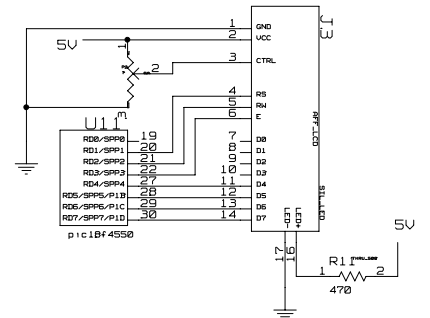 1 GND
5V
2 VCC
1
3 CTRL
2
3
4 RS
5 RW
6 E
7 D0
8 D1
9 D2
10 D3
11 D4
12 D5
13 D6
14 D7
J3
AFF_LCD
SIL_LED
U11
RD0/SPP0 19
RD1/SPP1 20
RD2/SPP2 21
RD3/SPP3 22
RD4/SPP4 27
RD5/SPP5/P1B 28
RD6/SPP6/P1C 29
RD7/SPP7/P1D 30
pic18f4550
LED-
LED+
17
16
5V
R11
1
2
470